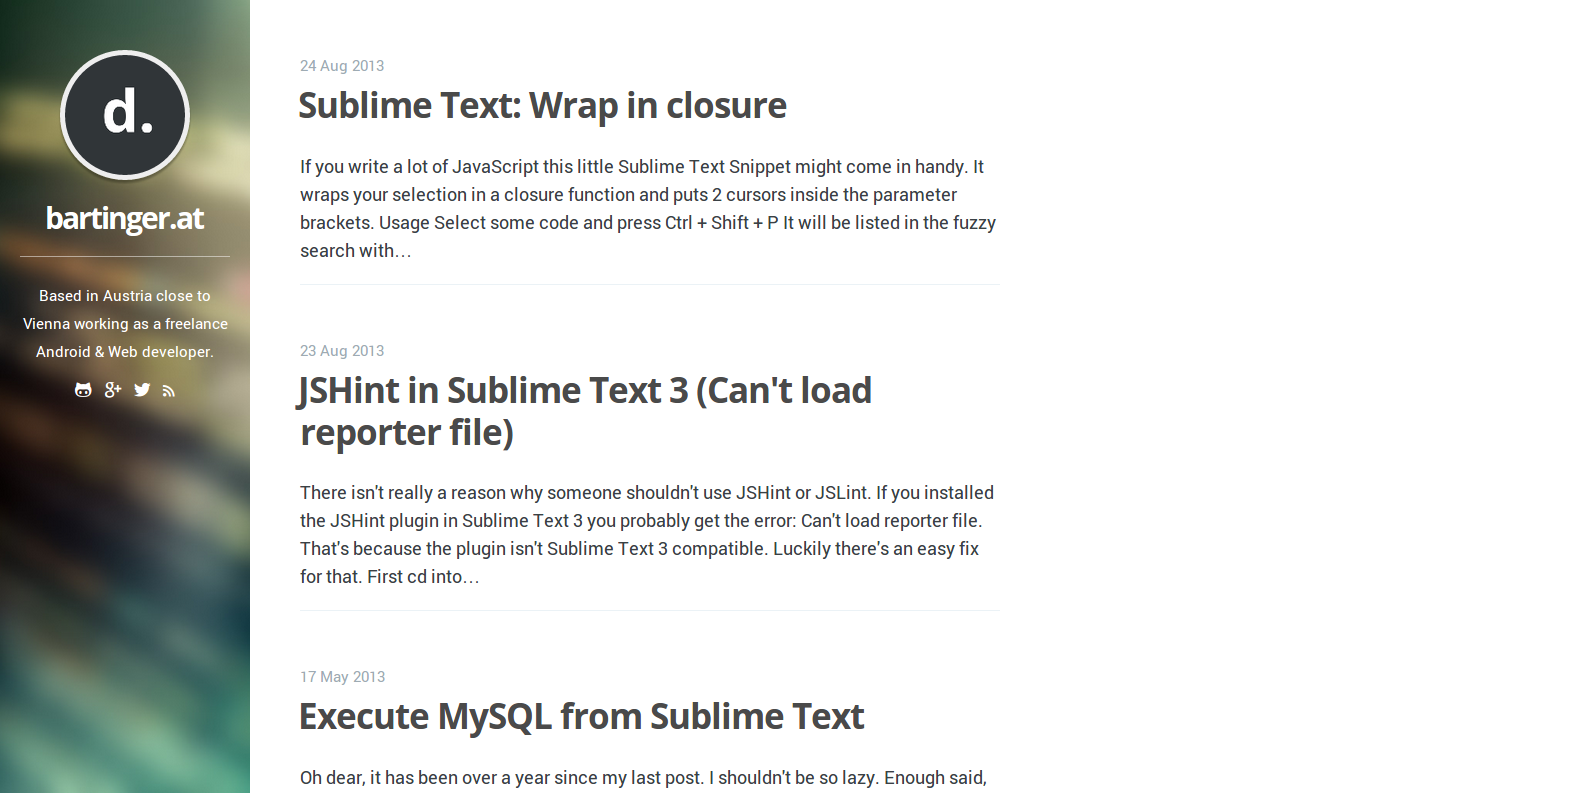 d.
bartinger.at
Based in Austria close to
Vienna working as a freelance
Android & Web developer.
24 Aug 2013
Sublime Text: Wrap in closure
If you write a lot of JavaScript this little Sublime Text Snippet might come in handy. It
wraps your selection in a closure function and puts 2 cursors inside the parameter
brackets. Usage Select some code and press Ctrl + Shift + P It will be listed in the fuzzy
search with…
23 Aug 2013
JSHint in Sublime Text 3 (Can't load
reporter file)
There isn't really a reason why someone shouldn't use JSHint or JSLint. If you installed
the JSHint plugin in Sublime Text 3 you probably get the error: Can't load reporter file.
That's because the plugin isn't Sublime Text 3 compatible. Luckily there's an easy fix
for that. First cd into…
17 May 2013
Execute MySQL from Sublime Text
Oh dear, it has been over a year since my last post. I shouldn't be so lazy. Enough said,